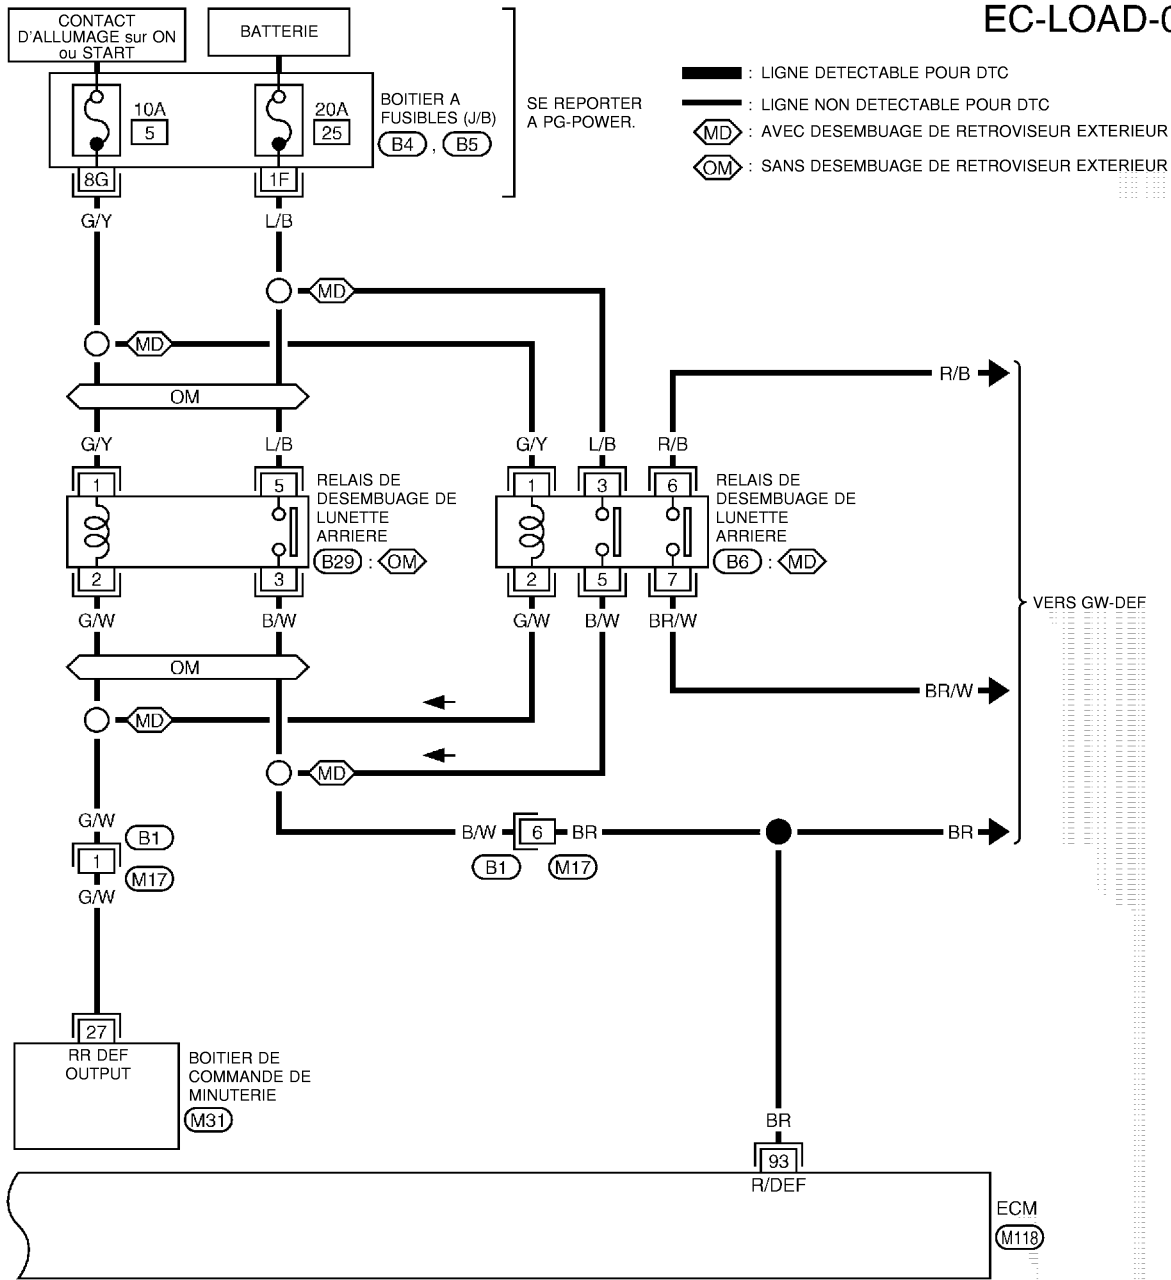 EC-LOAD-0
CONTACT
D'ALLUMAGE sur ON
ou START
BATTERIE
10A
5
20A
25
BOITIER A
FUSIBLES (J/B)
B4 , B5
SE REPORTER
A PG-POWER.
: LIGNE DETECTABLE POUR DTC
: LIGNE NON DETECTABLE POUR DTC
MD : AVEC DESEMBUAGE DE RETROVISEUR EXTERIEUR
OM : SANS DESEMBUAGE DE RETROVISEUR EXTERIEUR
8G 1F
G/Y L/B
MD
MD
R/B
OM
G/Y L/B G/Y L/B R/B
1 5
RELAIS DE
DESEMBUAGE DE
LUNETTE
ARRIERE
B29 : OM
2 3
1 3 6
RELAIS DE
DESEMBUAGE DE
LUNETTE
ARRIERE
B6 : MD
2 5 7
VERS GW-DEF
G/W B/W G/W B/W BR/W
OM
BR/W
MD
MD
G/W
B1
1
M17
G/W
B/W 6 BR
B1 M17
BR
27
RR DEF
OUTPUT
BOITIER DE
COMMANDE DE
MINUTERIE
M31
BR
93
R/DEF
ECM
M118